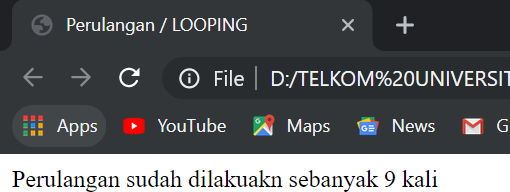 Perulangan / LOOPING
File
D:/TELKOM%20UNIVERSIT
Apps YouTube Maps News G
Perulangan sudah dilakuakn sebanyak 9 kali